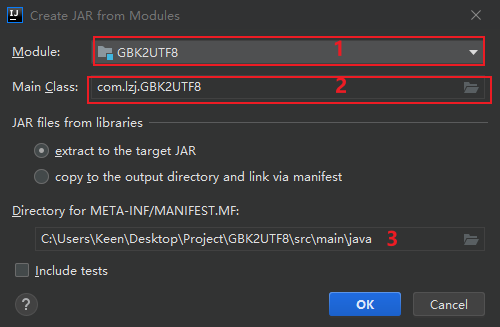 IJ Create JAR from Modules
Module: GBK2UTF8 1
Main Class: com.lzj.GBK2UTF8 2
JAR files from libraries
extract to the target JAR
copy to the output directory and link via manifest
Directory for META-INF/MANIFEST.MF:
C:\Users\Keen\Desktop\Project\GBK2UTF8\src\main\java 3
Include tests
? OK Cancel